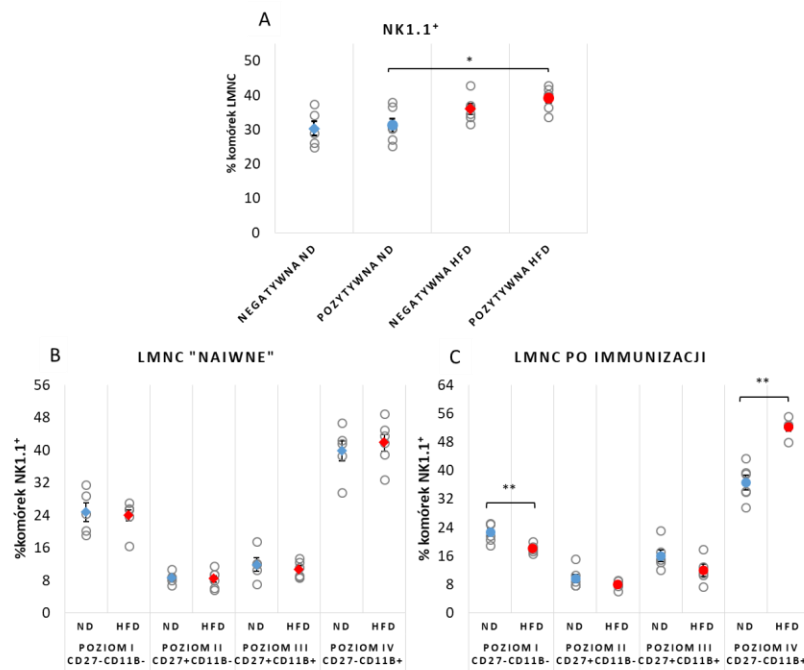 A
NK1.1+
*
50
40
30
20
10
0
% komórek LMNC
NEGATYWNA ND
POZYTYWNA ND
NEGATYWNA HFD
POZYTYWNA HFD
B
LMNC "NAIWNE"
56
48
40
32
24
16
8
0
%komórek NK1.1+
ND HFD ND HFD ND HFD ND HFD
POZIOM I POZIOM II POZIOM III POZIOM IV
CD27-CD11B- CD27+CD11B- CD27+CD11B+ CD27-CD11B+
C
LMNC PO IMMUNIZACJI
**
**
64
56
48
40
32
24
16
8
0
% komórek NK1.1+
ND HFD ND HFD ND HFD ND HFD
POZIOM I POZIOM II POZIOM III POZIOM IV
CD27-CD11B- CD27+CD11B- CD27+CD11B+ CD27-CD11B+